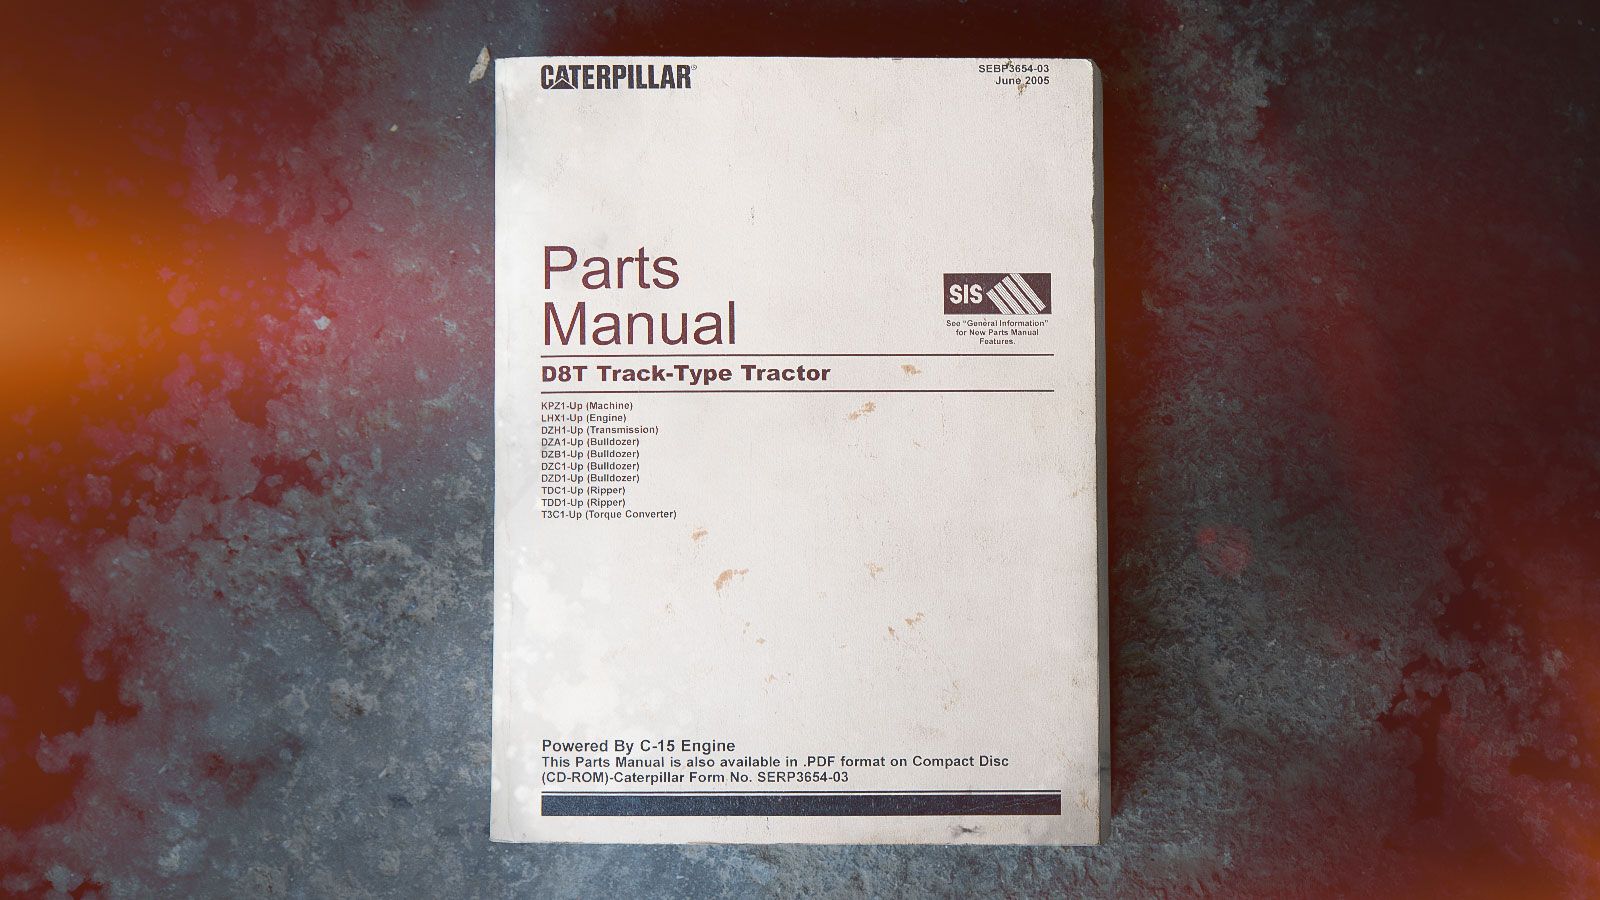 CATERPILLAR®
SEBP3654-03
June 2005
Parts
Manual
SIS
See "General Information"
for New Parts Manual
Features.
D8T Track-Type Tractor
KPZ1-Up (Machine)
LHX1-Up (Engine)
DZH1-Up (Transmission)
DZA1-Up (Bulldozer)
DZB1-Up (Bulldozer)
DZC1-Up (Bulldozer)
DZD1-Up (Bulldozer)
TDC1-Up (Ripper)
TDD1-Up (Ripper)
T3C1-Up (Torque Converter)
Powered By C-15 Engine
This Parts Manual is also available in .PDF format on Compact Disc
(CD-ROM)-Caterpillar Form No. SERP3654-03